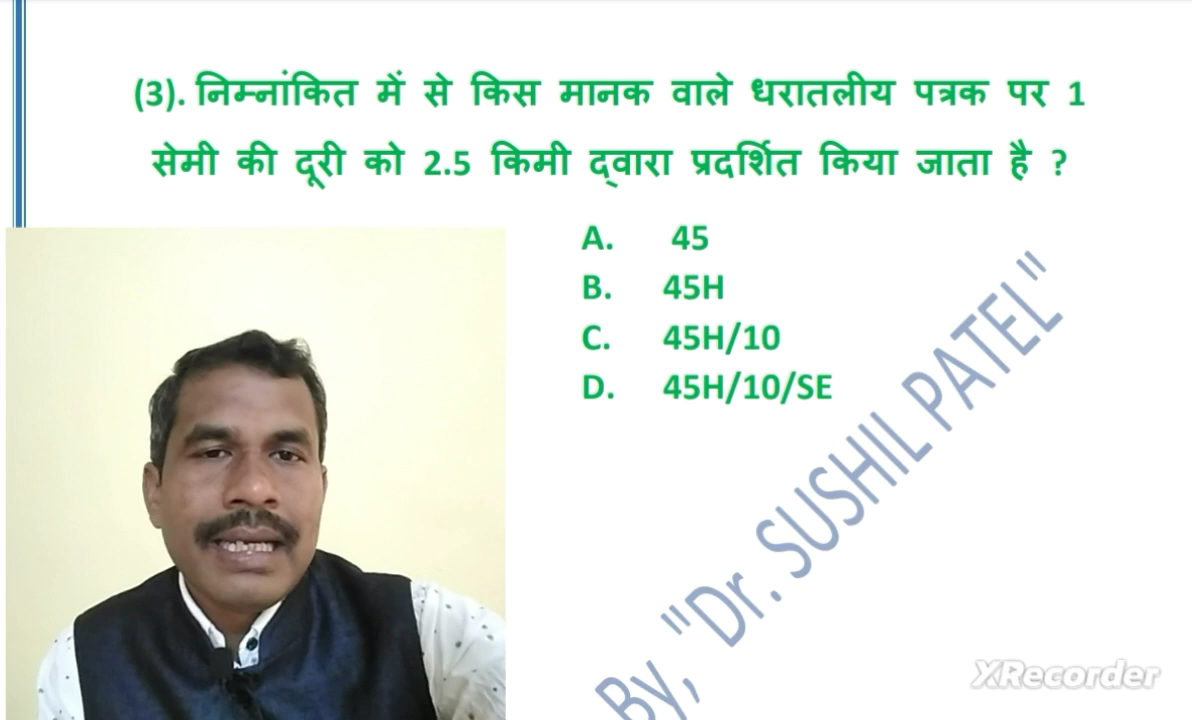 (3). निम्नांकित में से किस मानक वाले धरातलीय पत्रक पर 1
सेमी की दूरी को 2.5 किमी द्वारा प्रदर्शित किया जाता है ?
A. 45
B. 45H
C. 45H/10
D. 45H/10/SE
By, "Dr. SUSHIL PATEL"
XRecorder